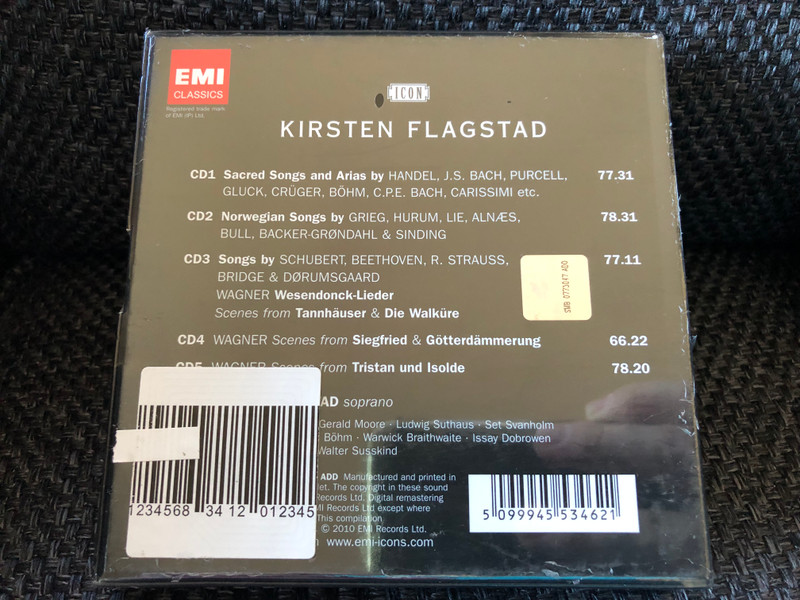 EMI
CLASSICS
Registered trade mark
of EMI (IP) Ltd.
ICON
KIRSTEN FLAGSTAD
CD1 Sacred Songs and Arias by HANDEL, J.S. BACH, PURCELL, 77.31
GLUCK, CRÜGER, BÖHM, C.P.E. BACH, CARISSIMI etc.
CD2 Norwegian Songs by GRIEG, HURUM, LIE, ALNÆS, 78.31
BULL, BACKER-GRØNDAHL & SINDING
CD3 Songs by SCHUBERT, BEETHOVEN, R. STRAUSS, 77.11
BRIDGE & DØRUMSGAARD
WAGNER Wesendonck-Lieder
Scenes from Tannhäuser & Die Walküre
CD4 WAGNER Scenes from Siegfried & Götterdämmerung 66.22
CD5 WAGNER Scenes from Tristan und Isolde 78.20
AD soprano
Gerald Moore · Ludwig Suthaus · Set Svanholm
Böhm · Warwick Braithwaite · Issay Dobrowen
Walter Susskind
ADD Manufactured and printed in
let. The copyright in these sound
Records Ltd. Digital remastering
MI Records Ltd except where
This compilation
© 2010 EMI Records Ltd.
www.emi-icons.com
1234568 34 12 012345
5 099945 534621